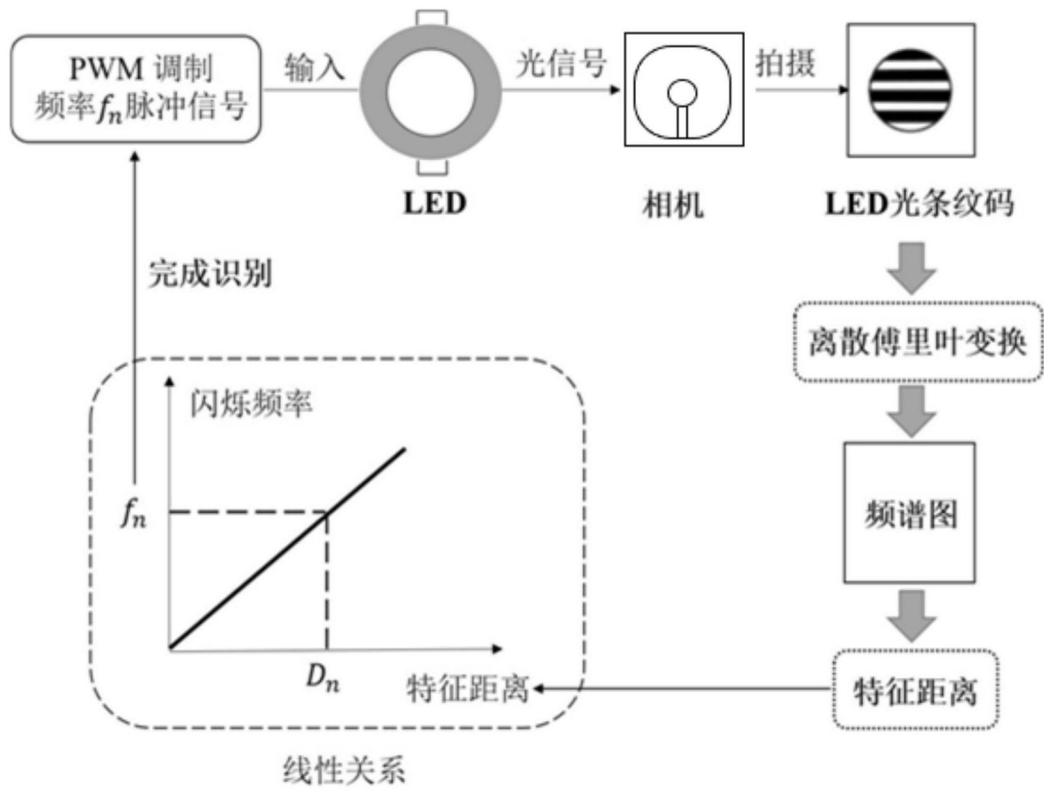 PWM 调制
频率fn脉冲信号
输入
光信号
拍摄
LED
相机
LED光条纹码
完成识别
离散傅里叶变换
闪烁频率
fn
频谱图
Dn
特征距离
特征距离
线性关系